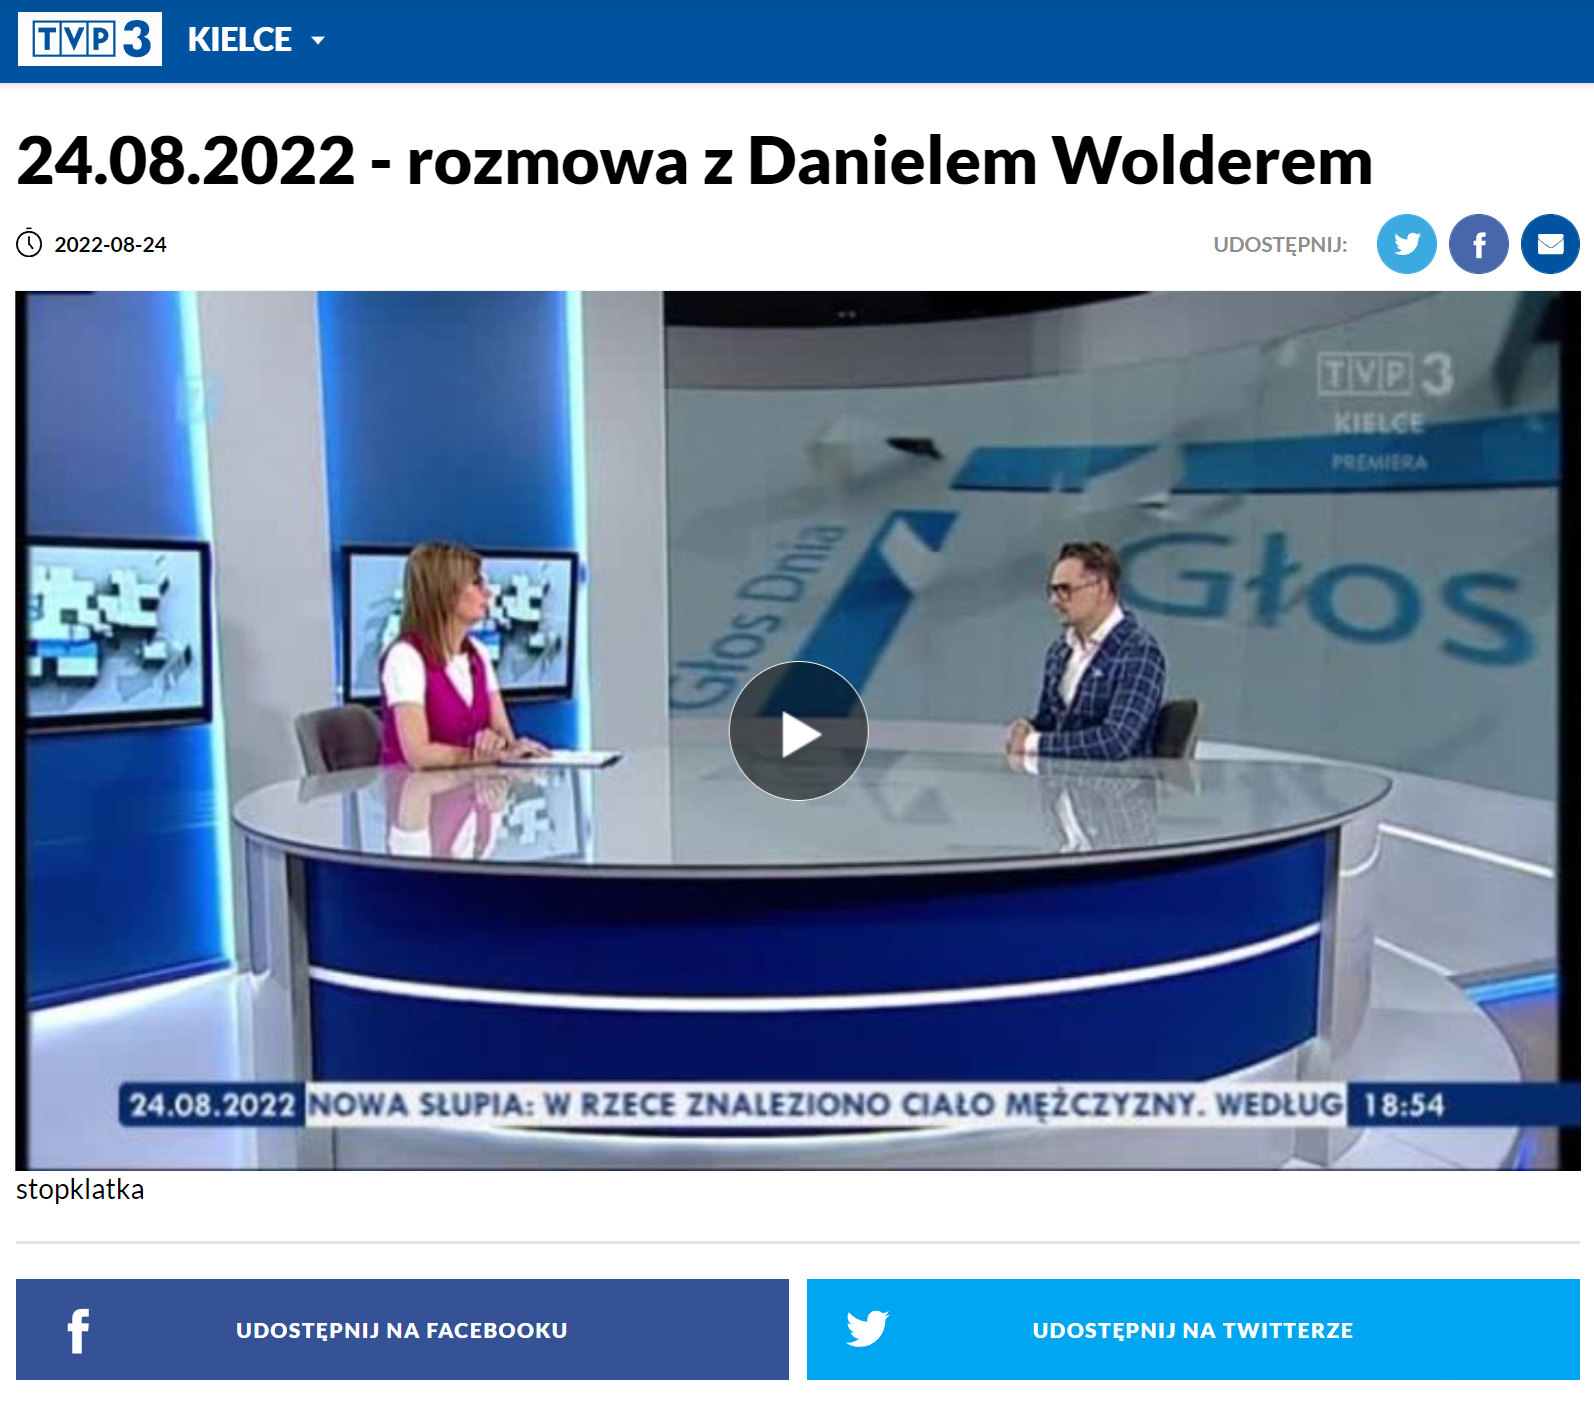 TVP3 KIELCE
24.08.2022 - rozmowa z Danielem Wolderem
2022-08-24
UDOSTĘPNIJ:
TVP3
KIELCE
PREMIERA
Głos Dnia
Głos
24.08.2022 NOWA SŁUPIA: W RZECE ZNALEZIONO CIAŁO MĘŻCZYZNY. WEDŁUG 18:54
stopklatka
UDOSTĘPNIJ NA FACEBOOKU
UDOSTĘPNIJ NA TWITTERZE